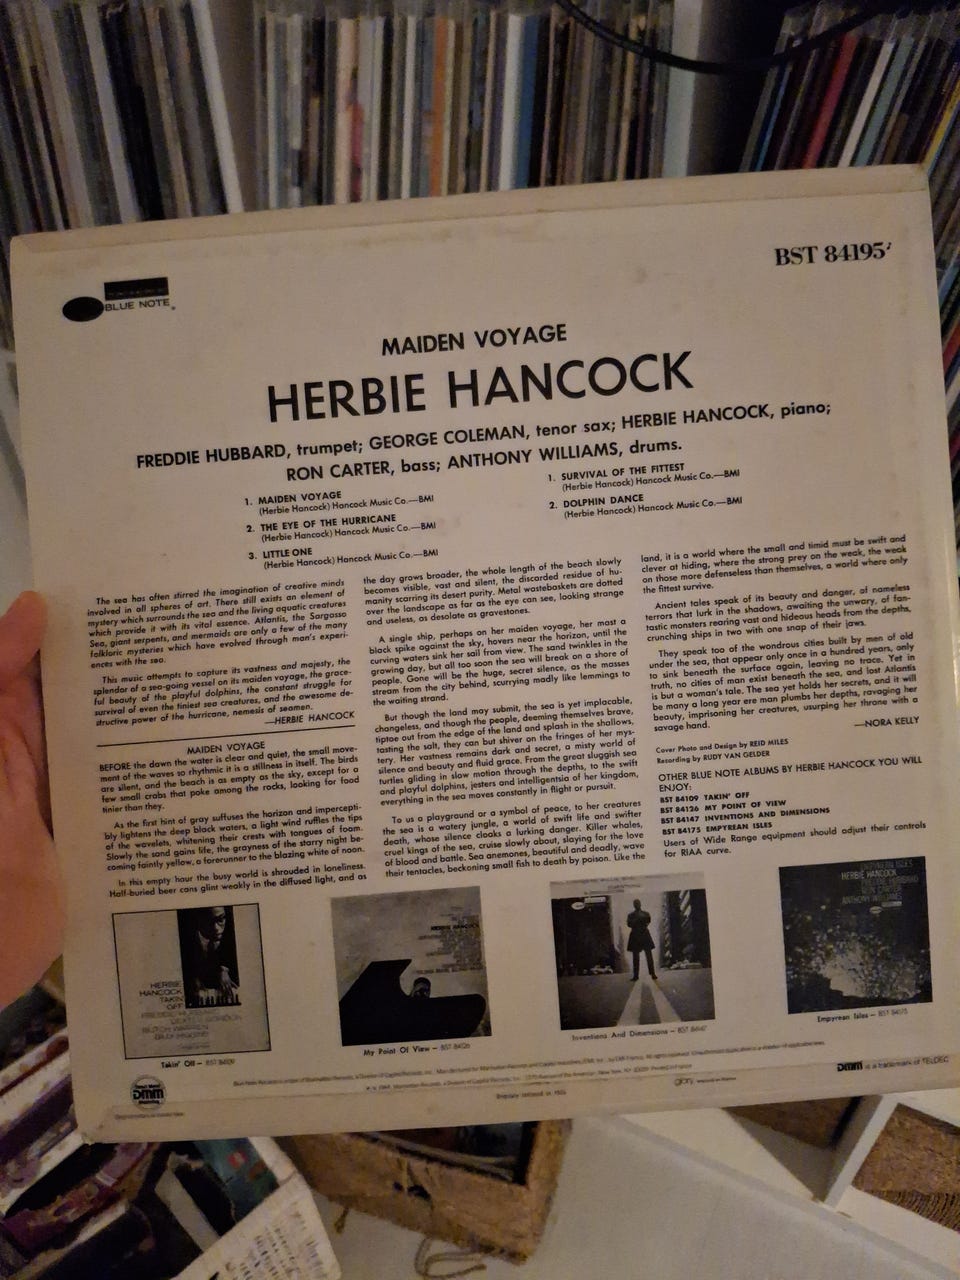 BLUE NOTE
BST 84195
MAIDEN VOYAGE
HERBIE HANCOCK
FREDDIE HUBBARD, trumpet; GEORGE COLEMAN, tenor sax; HERBIE HANCOCK, piano;
RON CARTER, bass; ANTHONY WILLIAMS, drums.
1. MAIDEN VOYAGE
(Herbie Hancock) Hancock Music Co.—BMI
2. THE EYE OF THE HURRICANE
(Herbie Hancock) Hancock Music Co.—BMI
3. LITTLE ONE
(Herbie Hancock) Hancock Music Co.—BMI
1. SURVIVAL OF THE FITTEST
(Herbie Hancock) Hancock Music Co.—BMI
2. DOLPHIN DANCE
(Herbie Hancock) Hancock Music Co.—BMI
The sea has often stirred the imagination of creative minds
involved in all spheres of art. There still exists an element of
mystery which surrounds the sea and the living aquatic creatures
which provide it with its vital essence. Atlantis, the Sargasso
Sea, giant serpents, and mermaids are only a few of the many
folkloric mysteries which have evolved through man's experi-
ences with the sea.
This music attempts to capture its vastness and majesty, the
splendor of a sea-going vessel on its maiden voyage, the grace-
ful beauty of the playful dolphins, the constant struggle for
survival of even the tiniest sea creatures, and the awesome de-
structive power of the hurricane, nemesis of seamen.
—HERBIE HANCOCK
MAIDEN VOYAGE
BEFORE the dawn the water is clear and quiet, the small move-
ment of the waves so rhythmic it is a stillness in itself. The birds
are silent, and the beach is as empty as the sky, except for a
few small crabs that poke among the rocks, looking for food
tinier than they.
As the first hint of gray suffuses the horizon and impercepti-
bly lightens the deep black waters, a light wind ruffles the tips
of the wavelets, whitening their crests with tongues of foam.
Slowly the sand gains life, the grayness of the starry night be-
coming faintly yellow, a forerunner to the blazing white of noon.
In this empty hour the busy world is shrouded in loneliness.
Half-buried beer cans glint weakly in the diffused light, and as
the day grows broader, the whole length of the beach slowly
becomes visible, vast and silent, the discarded residue of hu-
manity scarring its desert purity. Metal wastebaskets are dotted
over the landscape as far as the eye can see, looking strange
and useless, as desolate as gravestones.
A single ship, perhaps on her maiden voyage, her mast a
black spike against the sky, hovers near the horizon, until the
curving waters sink her sail from view. The sand twinkles in the
growing day, but all too soon the sea will break on a shore of
people. Gone will be the huge, secret silence, as the masses
stream from the city behind, scurrying madly like lemmings to
the waiting strand.
But though the land may submit, the sea is yet implacable,
changeless, and though the people, deeming themselves brave,
tiptoe out from the edge of the land and splash in the shallows,
tasting the salt, they can but shiver on the fringes of her mys-
tery. Her vastness remains dark and secret, a misty world of
silence and beauty and fluid grace. From the great sluggish sea
turtles gliding in slow motion through the depths, to the swift
and playful dolphins, jesters and intelligentsia of her kingdom,
everything in the sea moves constantly in flight or pursuit.
To us a playground or a symbol of peace, to her creatures
the sea is a watery jungle, a world of swift life and swifter
death, whose silence cloaks a lurking danger. Killer whales,
cruel kings of the sea, cruise slowly about, slaying for the love
of blood and battle. Sea anemones, beautiful and deadly, wave
their tentacles, beckoning small fish to death by poison. Like the
land, it is a world where the small and timid must be swift and
clever at hiding, where the strong prey on the weak, the weak
on those more defenseless than themselves, a world where only
the fittest survive.
Ancient tales speak of its beauty and danger, of nameless
terrors that lurk in the shadows, awaiting the unwary, of fan-
tastic monsters rearing vast and hideous heads from the depths,
crunching ships in two with one snap of their jaws.
They speak too of the wondrous cities built by men of old
under the sea, that appear only once in a hundred years, only
to sink beneath the surface again, leaving no trace. Yet in
truth, no cities of man exist beneath the sea, and lost Atlantis
is but a woman's tale. The sea yet holds her secrets, and it will
be many a long year ere man plumbs her depths, ravaging her
beauty, imprisoning her creatures, usurping her throne with a
savage hand.
—NORA KELLY
Cover Photo and Design by REID MILES
Recording by RUDY VAN GELDER
OTHER BLUE NOTE ALBUMS BY HERBIE HANCOCK YOU WILL
ENJOY:
BST 84109 TAKIN' OFF
BST 84126 MY POINT OF VIEW
BST 84147 INVENTIONS AND DIMENSIONS
BST 84175 EMPYREAN ISLES
Users of Wide Range equipment should adjust their controls
for RIAA curve.
HERBIE
HANCOCK
TAKIN'
OFF
FREDDIE HUBBARD
DEXTER GORDON
BUTCH WARREN
BILLY HIGGINS
HERBIE HANCOCK
EMPYREAN ISLES
HERBIE HANCOCK
FREDDIE HUBBARD
RON CARTER
ANTHONY WILLIAMS
Takin' Off — BST 84109
My Point Of View — BST 84126
Inventions And Dimensions — BST 84147
Empyrean Isles — BST 84175
DMM
DMM is a trademark of TELDEC